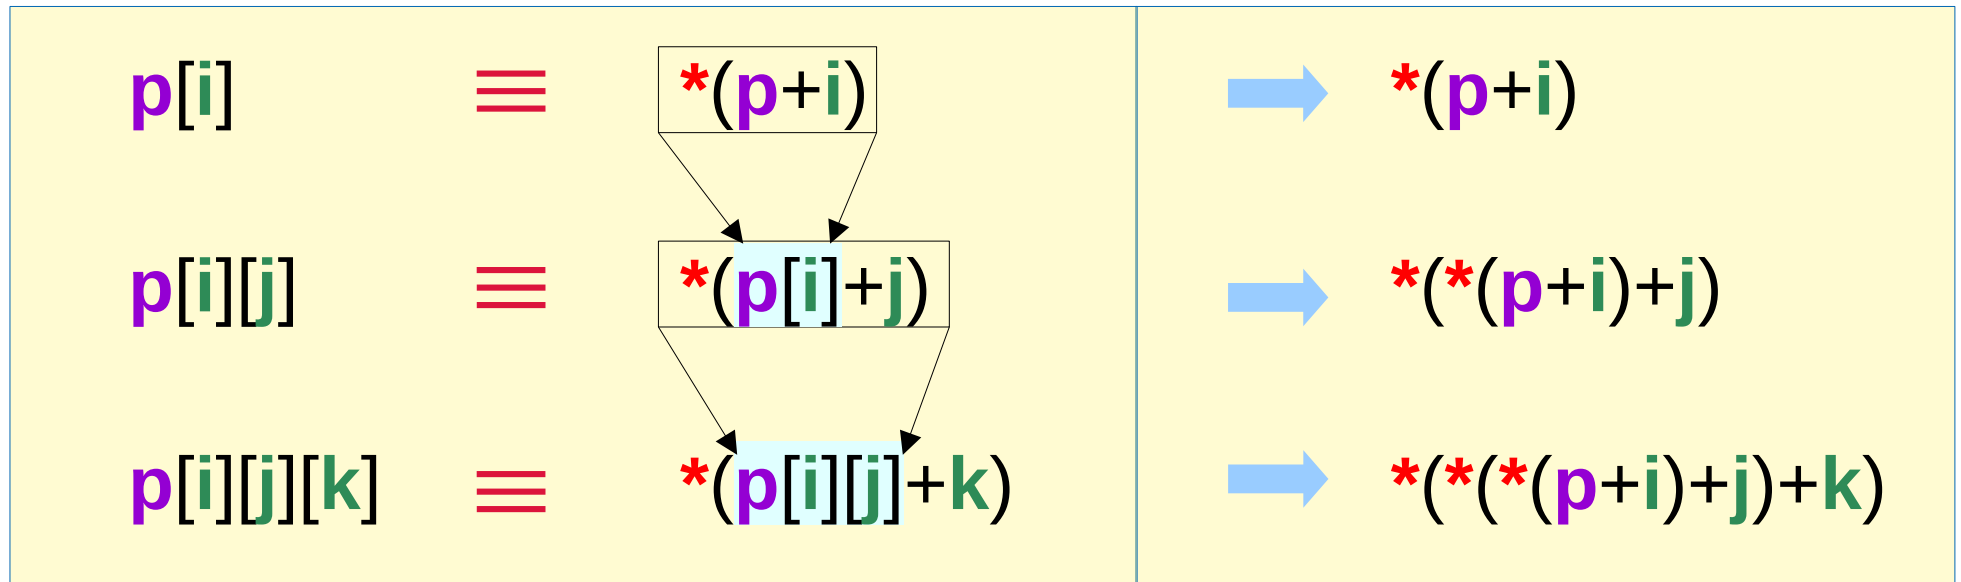 p[i] ≡ *(p+i) *(p+i)
p[i][j] ≡ *(p[i]+j) *(*(p+i)+j)
p[i][j][k] ≡ *(p[i][j]+k) *(*(*(p+i)+j)+k)